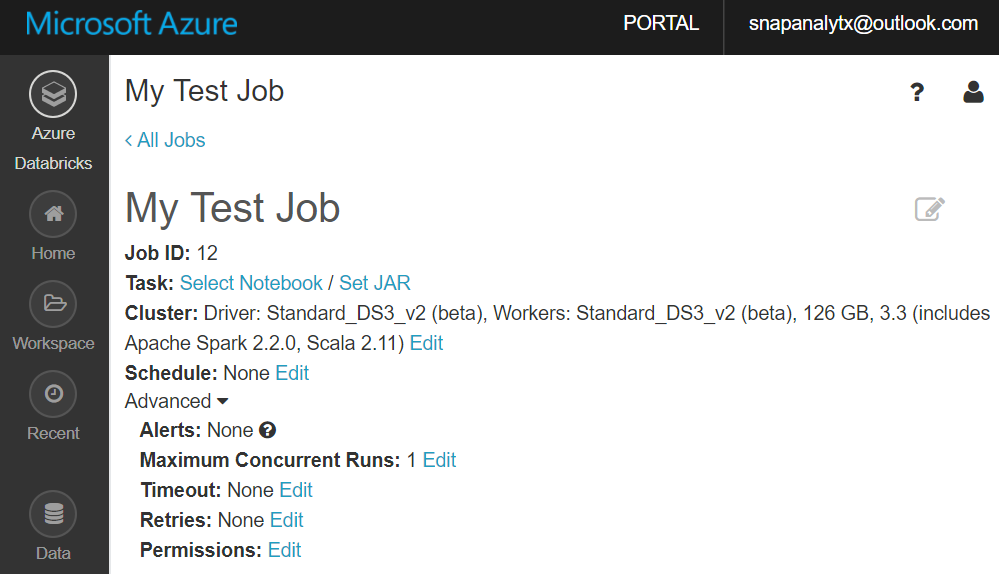 Microsoft Azure
PORTAL
snapanalytx@outlook.com
Azure
Databricks
Home
Workspace
Recent
Data
My Test Job
? 
‹ All Jobs
My Test Job
Job ID: 12
Task: Select Notebook / Set JAR
Cluster: Driver: Standard_DS3_v2 (beta), Workers: Standard_DS3_v2 (beta), 126 GB, 3.3 (includes
Apache Spark 2.2.0, Scala 2.11) Edit
Schedule: None Edit
Advanced
Alerts: None ?
Maximum Concurrent Runs: 1 Edit
Timeout: None Edit
Retries: None Edit
Permissions: Edit